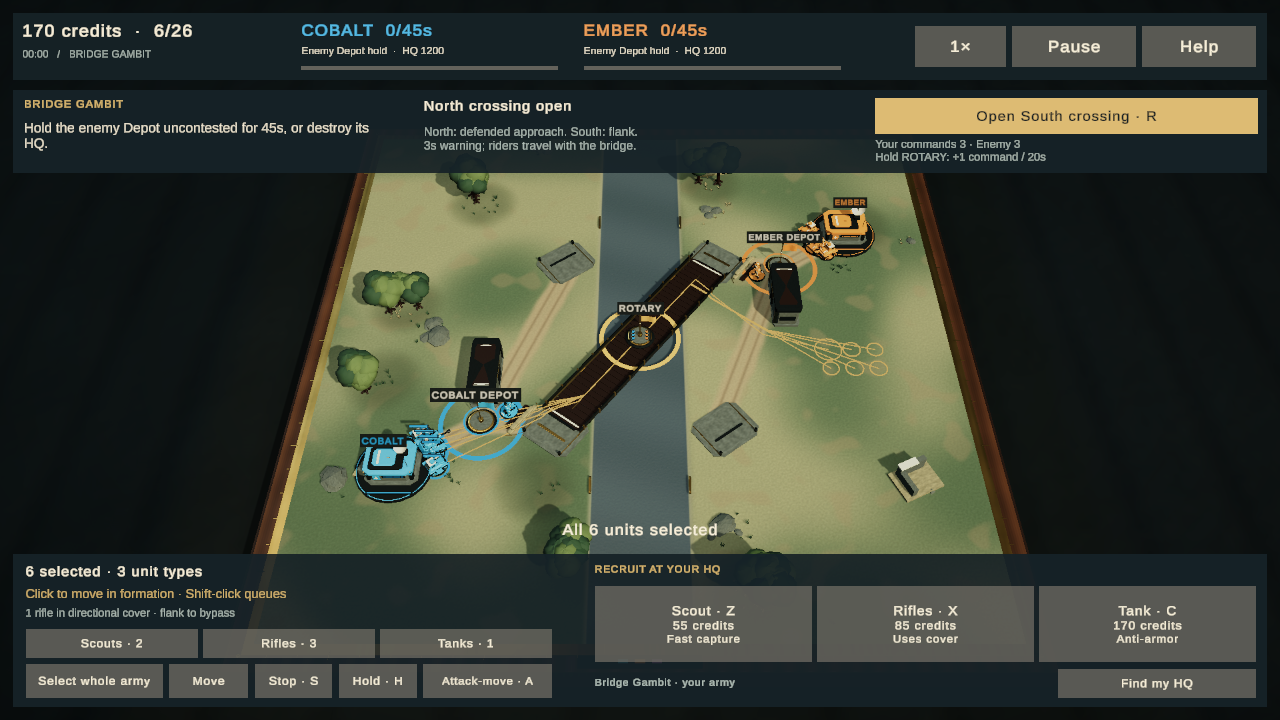 170 credits · 6/26
00:00 / BRIDGE GAMBIT
COBALT 0/45s
Enemy Depot hold · HQ 1200
EMBER 0/45s
Enemy Depot hold · HQ 1200
1×
Pause
Help
BRIDGE GAMBIT
Hold the enemy Depot uncontested for 45s, or destroy its
HQ.
North crossing open
North: defended approach. South: flank.
3s warning; riders travel with the bridge.
Open South crossing · R
Your commands 3 · Enemy 3
Hold ROTARY: +1 command / 20s
EMBER
EMBER DEPOT
ROTARY
COBALT DEPOT
COBALT
All 6 units selected
6 selected · 3 unit types
Click to move in formation · Shift-click queues
1 rifle in directional cover · flank to bypass
Scouts · 2
Rifles · 3
Tanks · 1
Select whole army
Move
Stop · S
Hold · H
Attack-move · A
RECRUIT AT YOUR HQ
Scout · Z
55 credits
Fast capture
Rifles · X
85 credits
Uses cover
Tank · C
170 credits
Anti-armor
Bridge Gambit · your army
Find my HQ